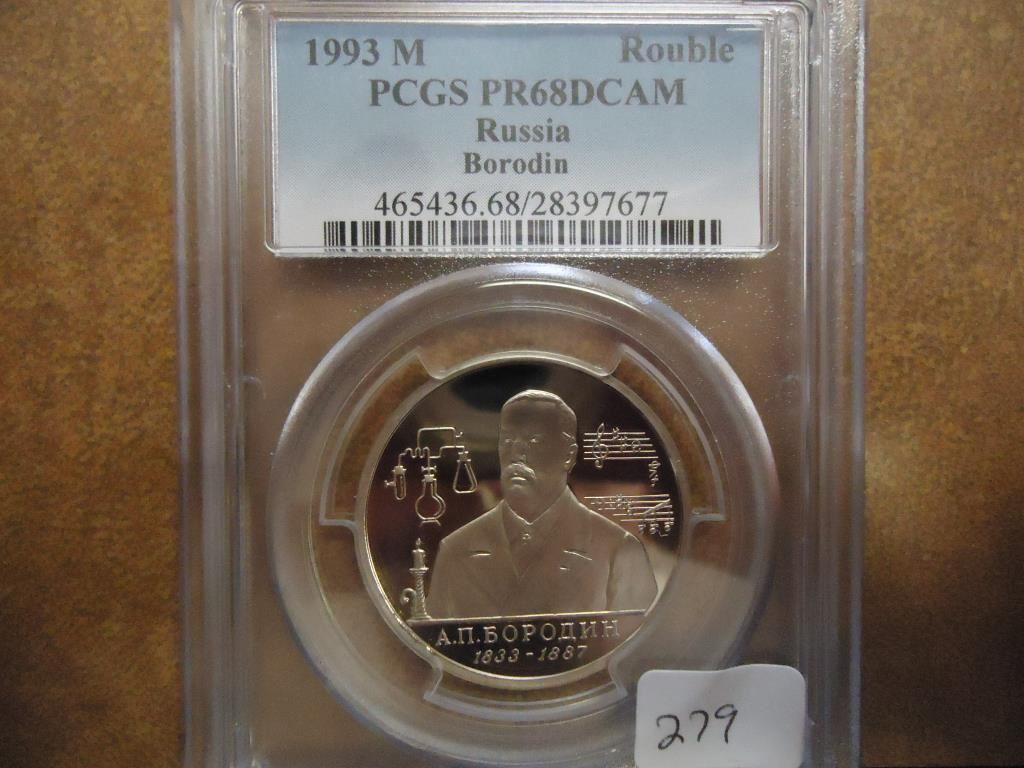 1993 M Rouble
PCGS PR68DCAM
Russia
Borodin
465436.68/28397677
А.П.БОРОДИН
1833-1887
279